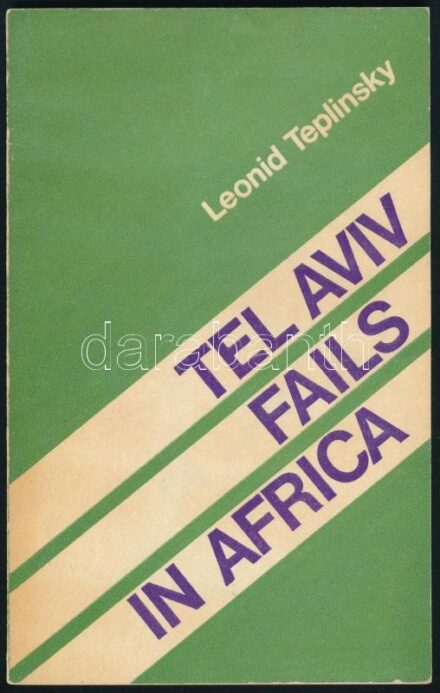 Leonid Teplinsky
TEL AVIV
darabanth
FAILS
IN AFRICA